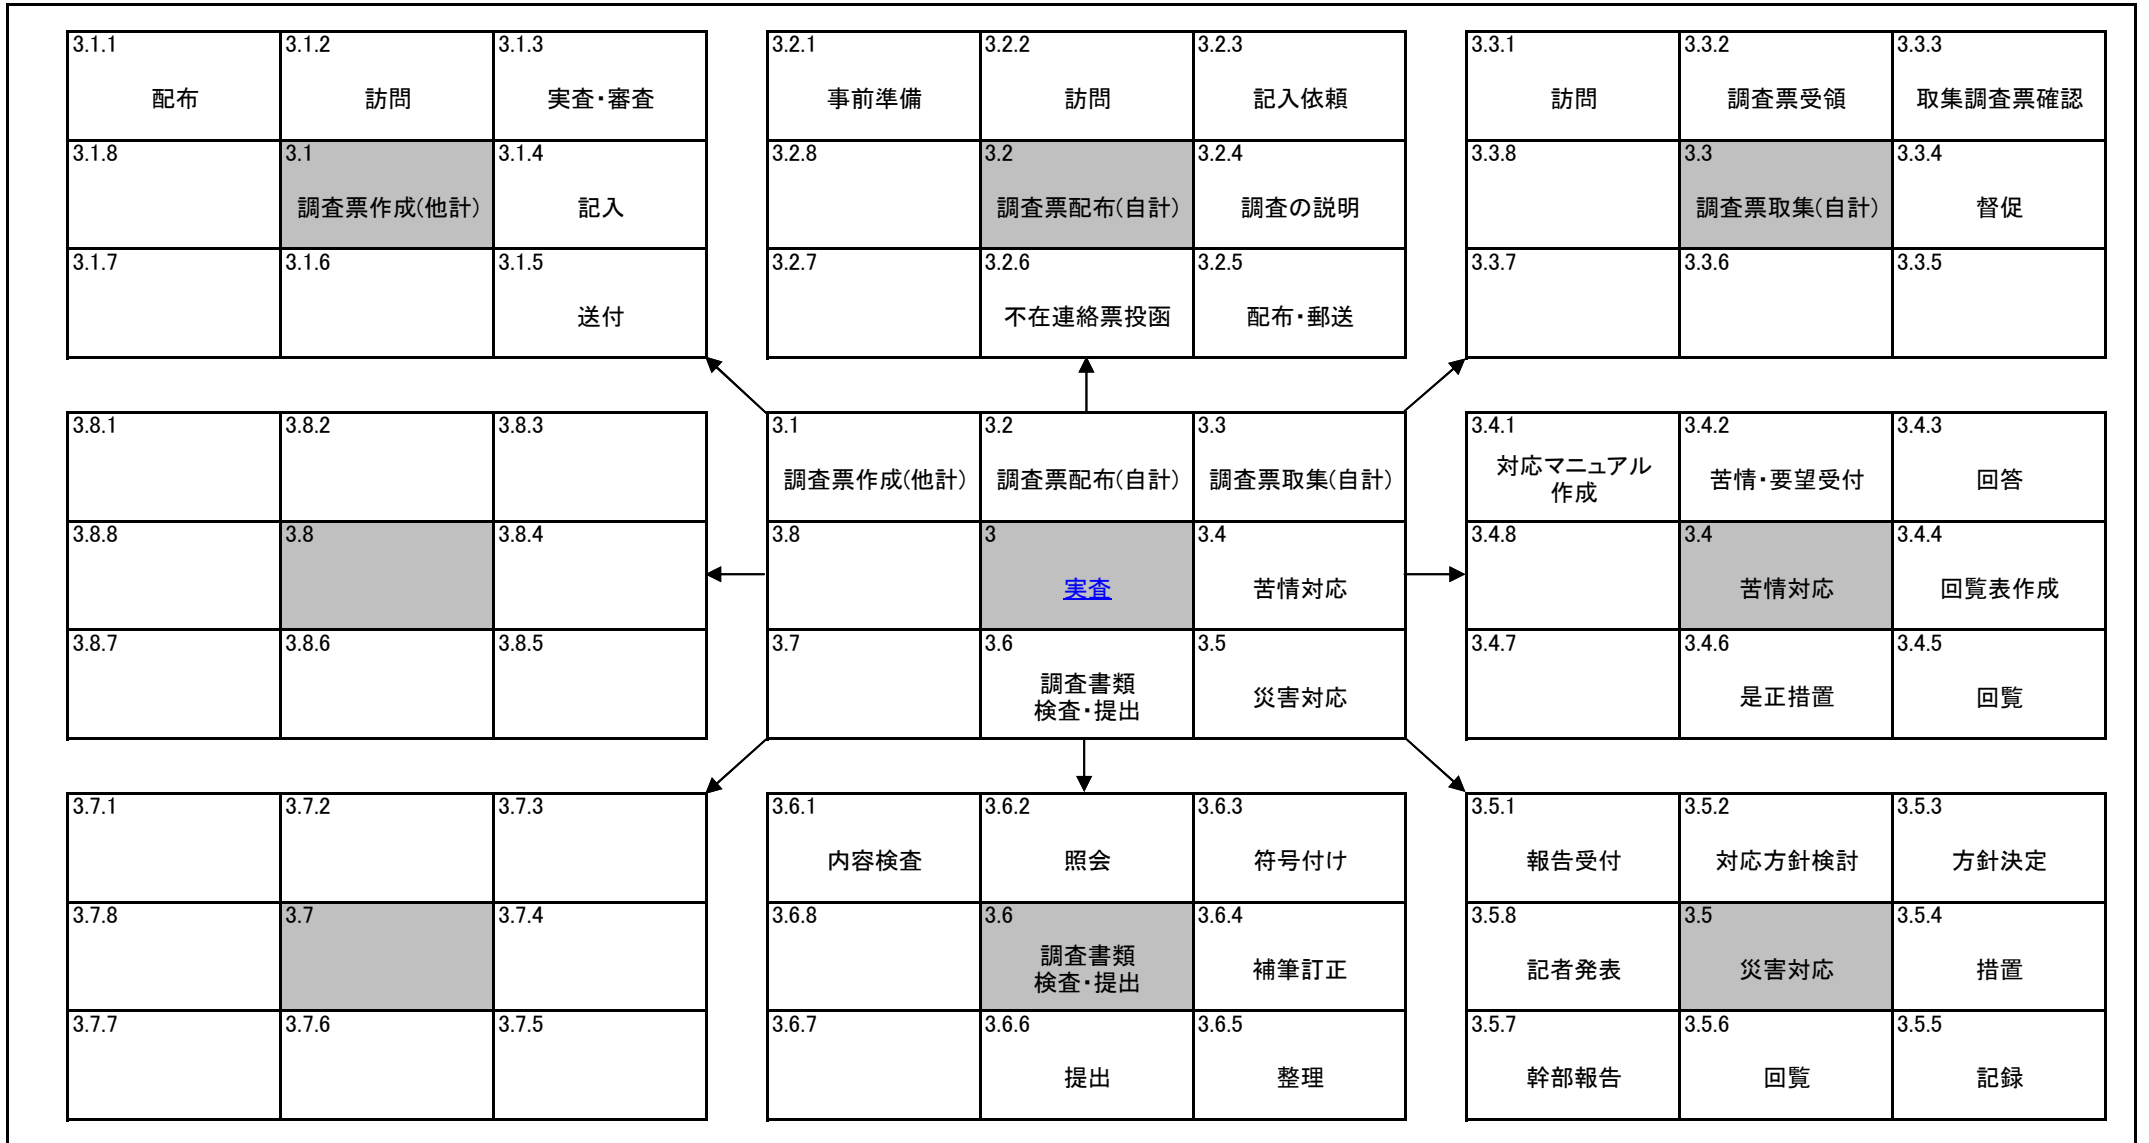 3.1.1 3.1.2 3.1.3
配布 訪問 実査・審査
3.1.8 3.1 3.1.4
調査票作成(他計) 記入
3.1.7 3.1.6 3.1.5
送付
3.2.1 3.2.2 3.2.3
事前準備 訪問 記入依頼
3.2.8 3.2 3.2.4
調査票配布(自計) 調査の説明
3.2.7 3.2.6 3.2.5
不在連絡票投函 配布・郵送
3.3.1 3.3.2 3.3.3
訪問 調査票受領 取集調査票確認
3.3.8 3.3 3.3.4
調査票取集(自計) 督促
3.3.7 3.3.6 3.3.5
3.8.1 3.8.2 3.8.3
3.8.8 3.8 3.8.4
3.8.7 3.8.6 3.8.5
3.1 3.2 3.3
調査票作成(他計) 調査票配布(自計) 調査票取集(自計)
3.8 3 3.4
実査 苦情対応
3.7 3.6 3.5
調査書類
検査・提出 災害対応
3.4.1 3.4.2 3.4.3
対応マニュアル
作成 苦情・要望受付 回答
3.4.8 3.4 3.4.4
苦情対応 回覧表作成
3.4.7 3.4.6 3.4.5
是正措置 回覧
3.7.1 3.7.2 3.7.3
3.7.8 3.7 3.7.4
3.7.7 3.7.6 3.7.5
3.6.1 3.6.2 3.6.3
内容検査 照会 符号付け
3.6.8 3.6 3.6.4
調査書類
検査・提出 補筆訂正
3.6.7 3.6.6 3.6.5
提出 整理
3.5.1 3.5.2 3.5.3
報告受付 対応方針検討 方針決定
3.5.8 3.5 3.5.4
記者発表 災害対応 措置
3.5.7 3.5.6 3.5.5
幹部報告 回覧 記録